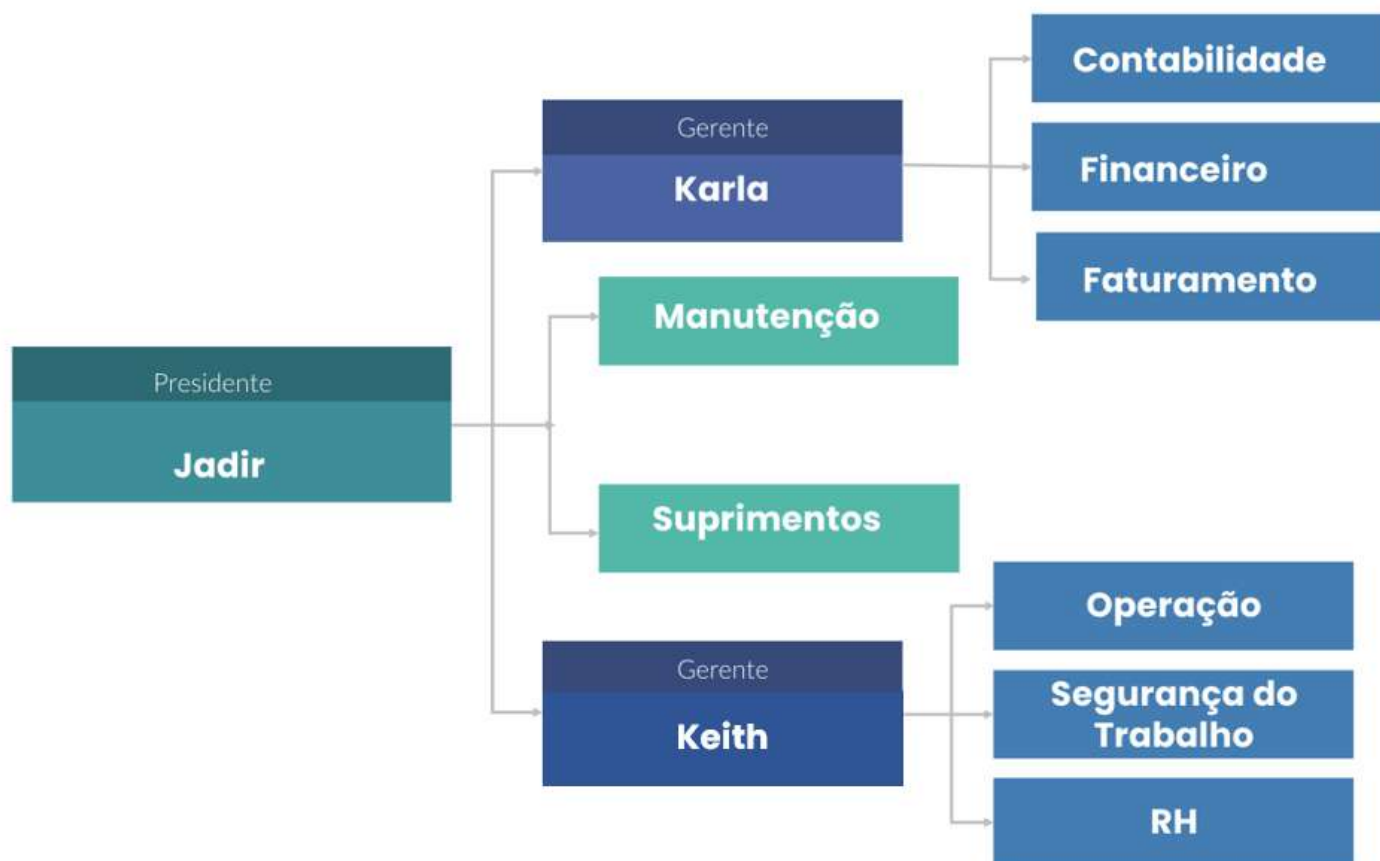 Contabilidade
Gerente
Karla
Financeiro
Faturamento
Manutenção
Presidente
Jadir
Suprimentos
Operação
Gerente
Keith
Segurança do
Trabalho
RH